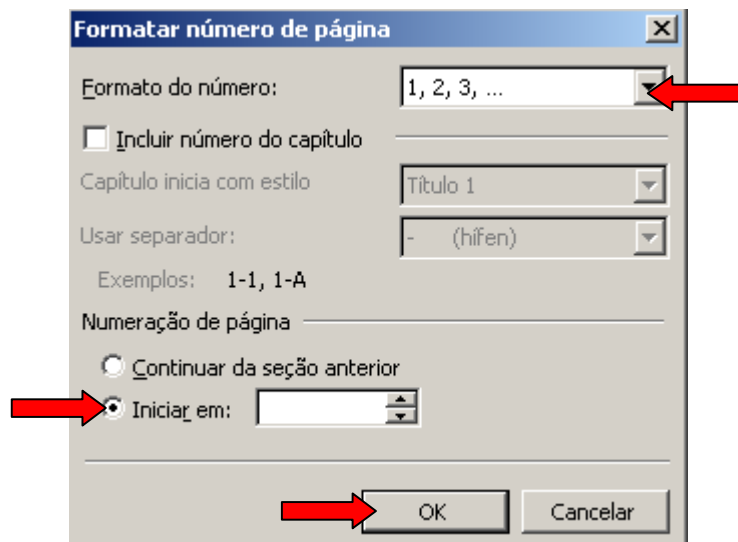 Formatar número de página
Formato do número: 1, 2, 3, ...
Incluir número do capítulo
Capítulo inicia com estilo Título 1
Usar separador: - (hífen)
Exemplos: 1-1, 1-A
Numeração de página
Continuar da seção anterior
Iniciar em:
OK Cancelar